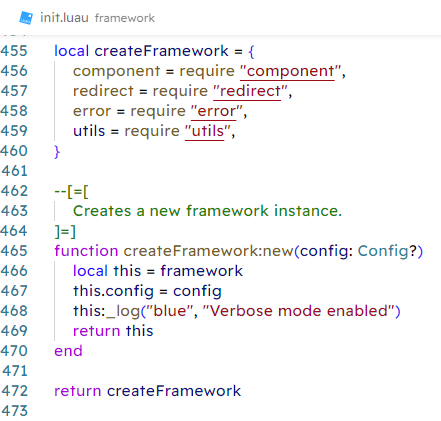 init.luau framework
455 local createFramework = {
456 component = require "component",
457 redirect = require "redirect",
458 error = require "error",
459 utils = require "utils",
460 }
461
462 --[=[
463 Creates a new framework instance.
464 ]=]
465 function createFramework:new(config: Config?)
466 local this = framework
467 this.config = config
468 this:_log("blue", "Verbose mode enabled")
469 return this
470 end
471
472 return createFramework
473